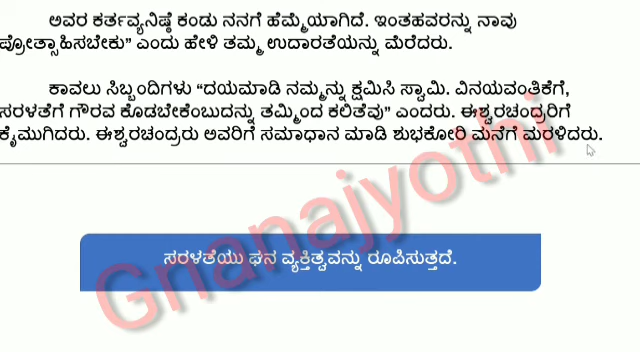 ಅವರ ಕರ್ತವ್ಯನಿಷ್ಠೆ ಕಂಡು ನನಗೆ ಹೆಮ್ಮೆಯಾಗಿದೆ. ಇಂತಹವರನ್ನು ನಾವು
ಪ್ರೋತ್ಸಾಹಿಸಬೇಕು” ಎಂದು ಹೇಳಿ ತಮ್ಮ ಉದಾರತೆಯನ್ನು ಮೆರೆದರು.
ಕಾವಲು ಸಿಬ್ಬಂದಿಗಳು “ದಯಮಾಡಿ ನಮ್ಮನ್ನು ಕ್ಷಮಿಸಿ ಸ್ವಾಮಿ. ವಿನಯವಂತಿಕೆಗೆ,
ಸರಳತೆಗೆ ಗೌರವ ಕೊಡಬೇಕೆಂಬುದನ್ನು ತಮ್ಮಿಂದ ಕಲಿತೆವು” ಎಂದರು. ಈಶ್ವರಚಂದ್ರರಿಗೆ
ಕೈಮುಗಿದರು. ಈಶ್ವರಚಂದ್ರರು ಅವರಿಗೆ ಸಮಾಧಾನ ಮಾಡಿ ಶುಭಕೋರಿ ಮನೆಗೆ ಮರಳಿದರು.
ಸರಳತೆಯು ಘನ ವ್ಯಕ್ತಿತ್ವವನ್ನು ರೂಪಿಸುತ್ತದೆ.
Gnanajyothi